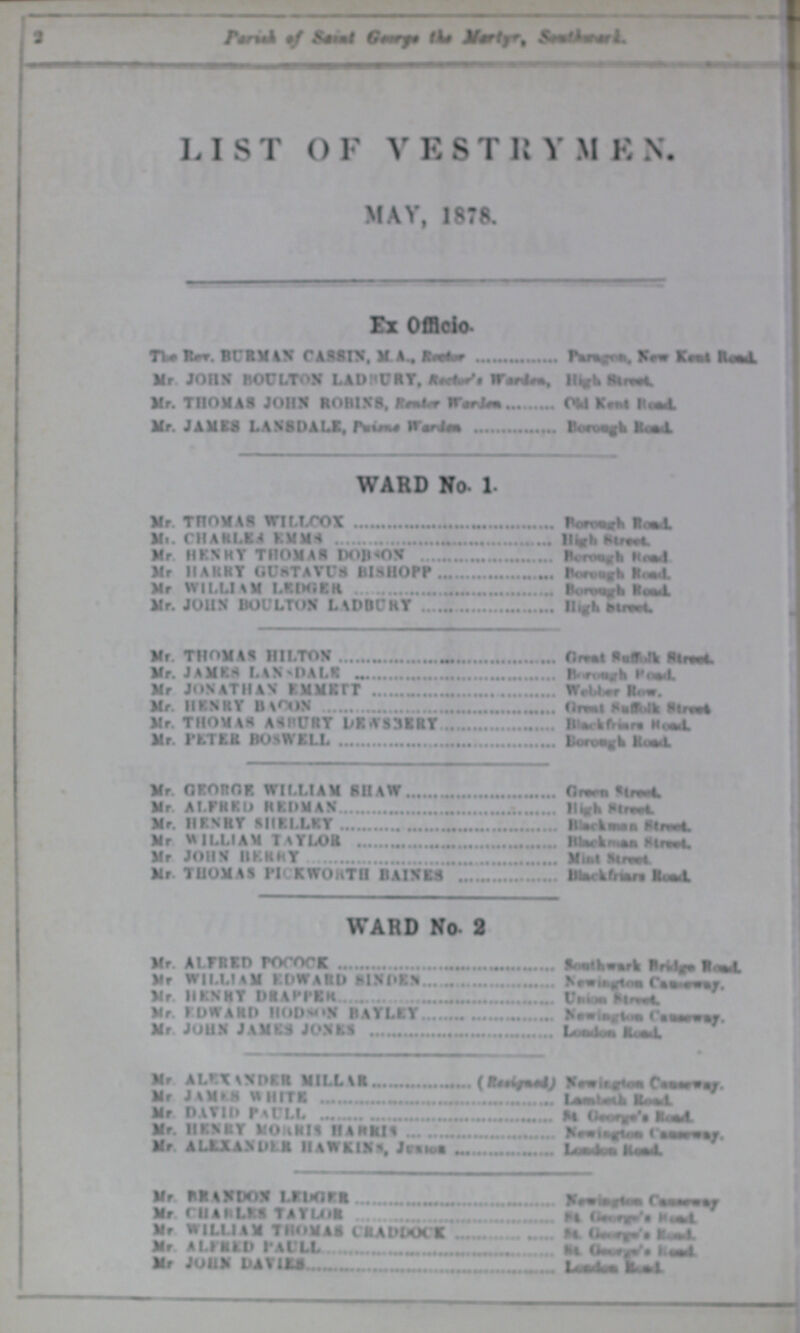 2 Parish of Saint George the Martyr, Southwark.
LIST OF VESTRYMEN.
MAY, 1878.
Ex Officio.
The Rev. BURMAN CASSIN, M.A., Rector .............. Paragon, New Kent Road.
Mr. JOHN BOULTON LADBURY, Rector's Warden, High Street.
Mr. THOMAS JOHN ROBINS, Renter Warden......... Old Kent Road.
Mr. JAMES LANSDALE, Puisne Warden .............. Borough Road.
WARD No. 1.
Mr. THOMAS WILLCOX .................................. Borough Road.
Mr. CHARLES EMMS ..................................... High Street.
Mr. HENRY THOMAS DOBSON ....................... Borough Road.
Mr HARRY GUSTAVUS BISHOPP .................... Borough Road.
Mr WILLIAM LEDGER .................................. Borough Road.
Mr. JOHN BOULTON LADBURY ....................... High Street.
Mr. THOMAS HILTON ..................................... Great Suffolk Street.
Mr. JAMES LANSDALE .................................. Borough Road.
Mr JONATHAN EMMETT ............................... Webber Row.
Mr. HENRY BACON ........................................ Great Suffolk Street
Mr. THOMAS ASHBURY DEWSBERY .................... Blackfriars Road.
Mr. PETER BOSWELL ..................................... Borough Road.
Mr. GEORGE WILLIAM SHAW.......................... Green Street.
Mr. ALFRED REDMAN..................................... High Street.
Mr. HENRY SHELLEY ..................................... Blackman Street.
Mr WILLIAM TAYLOR .................................. Blackman Street.
Mr JOHN BERRY ........................................... Mint Street.
Mr. THOMAS PICKWORTH BAINES ................. Blackfriars Road.
WARD No. 2
Mr. ALFRED POCOCK ..................................... Southwark Bridge Road.
Mr WILLIAM EDWARD SINDEN....................... Newington Causeway.
Mr. HENRY DRAPPER..................................... Union Street.
Mr. EDWARD HODSON BAYLEY....................... Newington Causeway.
Mr. JOHN JAMES JONES ............................... London Road.
Mr. ALEXANDER MILLAR................. (Resigned) Newington Causeway.
Mr JAMES WHITE ........................................ Lambeth Road.
Mr DAVID PAULL ........................................ St. George's Road.
Mr. HENRY MORRIS HARRIS .......................... Newington Causeway.
Mr. ALEXANDER HAWKINS, JUNIOR ................. London Road.
Mr. BRANDON LEDGER .................................. Newington Causeway
Mr. CHARLES TAYLOR .................................. St. George's Road.
Mr WILLIAM THOMAS CRADDOCK ................. St. George's Road.
Mr. ALFRED PAULL........................................ St. George's Road.
Mr JOHN DAVIES........................................... London Road.